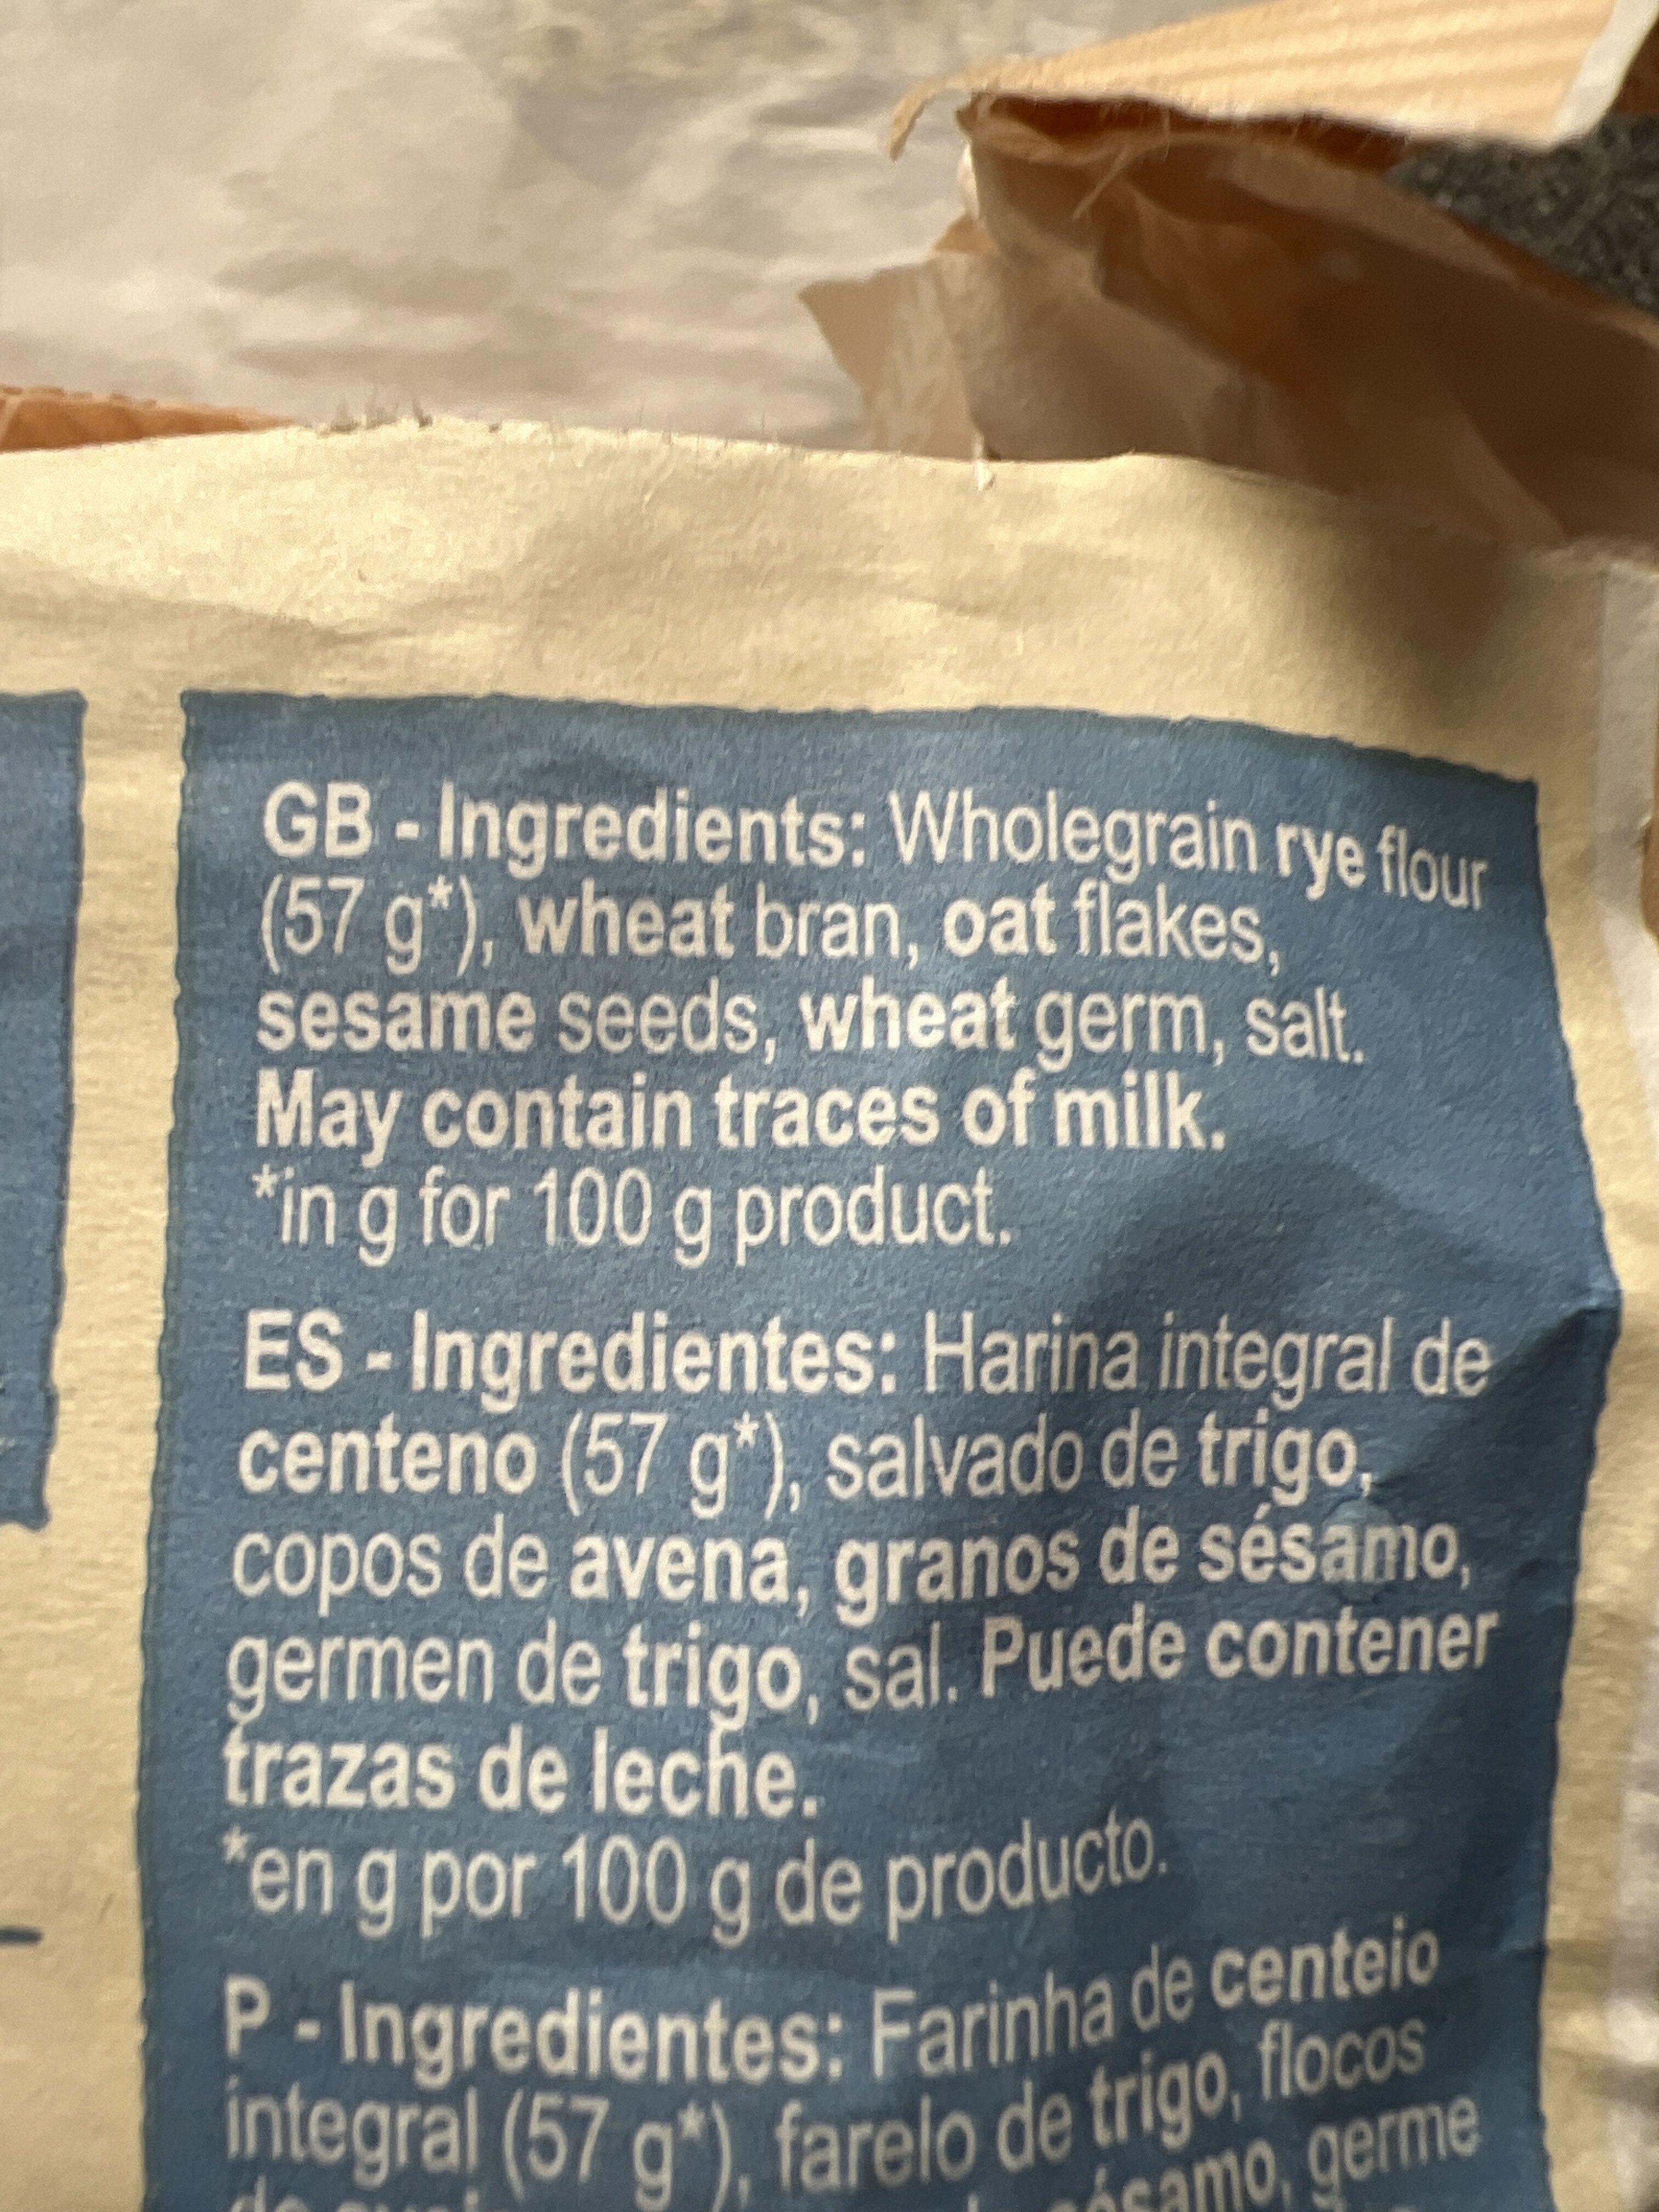 GB - Ingredients: Wholegrain rye flour
(57 g*), wheat bran, oat flakes,
sesame seeds, wheat germ, salt.
May contain traces of milk.
*in g for 100 g product.
ES - Ingredientes: Harina integral de
centeno (57 g*), salvado de trigo,
copos de avena, granos de sésamo,
germen de trigo, sal. Puede contener
trazas de leche.
*en g por 100 g de producto.
P - Ingredientes: Farinha de centeio
integral (57 g*), farelo de trigo, flocos
sésamo, germe